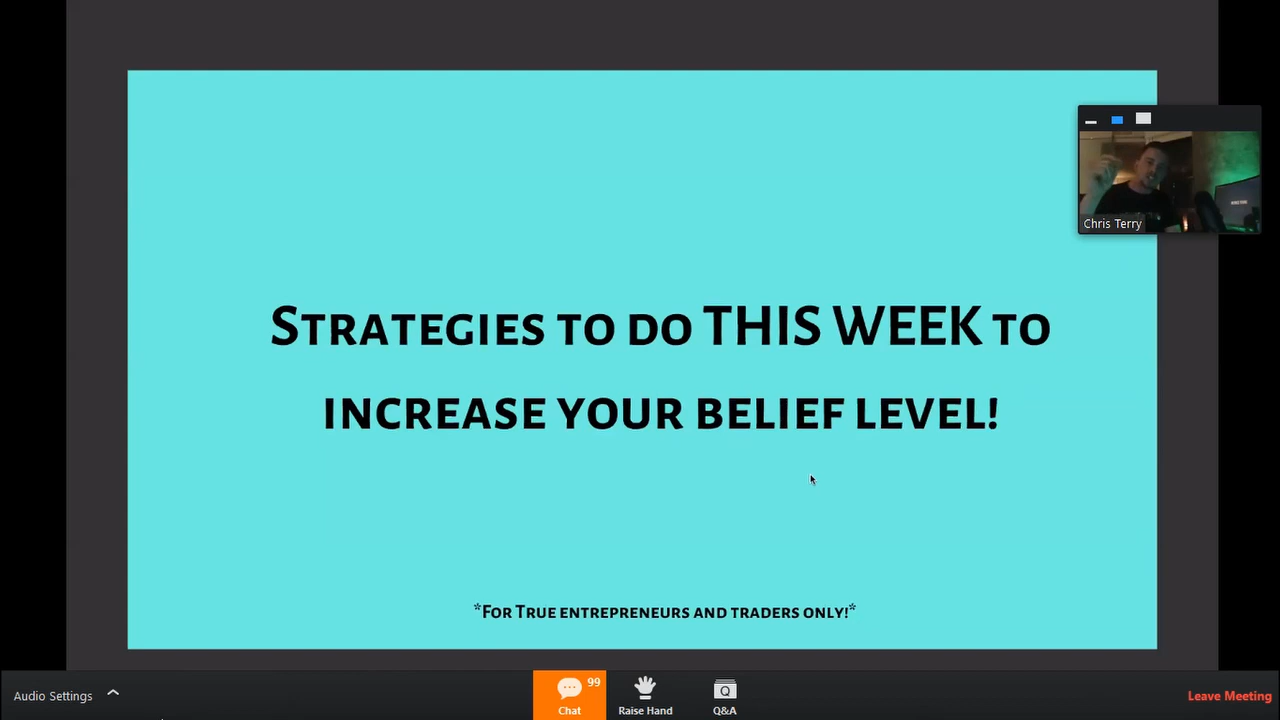 Strategies to do THIS WEEK to
increase your belief level!
*For True entrepreneurs and traders only!*
Chris Terry
Audio Settings
99
Chat
Raise Hand
Q
Q&A
Leave Meeting